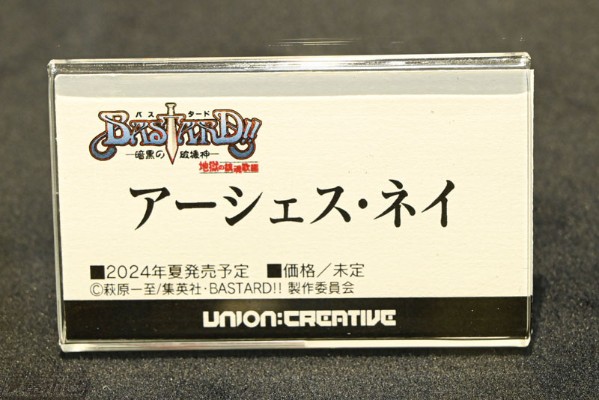 バスタード
BASTARD!!
―暗黒の破壊神―
地獄の鎮魂歌編
アーシェス・ネイ
■2024年夏発売予定 ■価格／未定
©萩原一至/集英社・BASTARD!! 製作委員会
UNION:CREATIVE